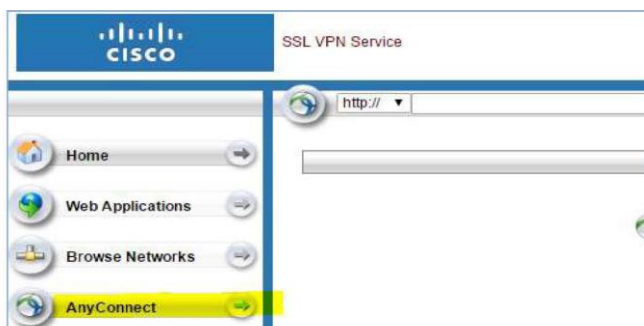 CISCO
SSL VPN Service
http://
Home
Web Applications
Browse Networks
AnyConnect